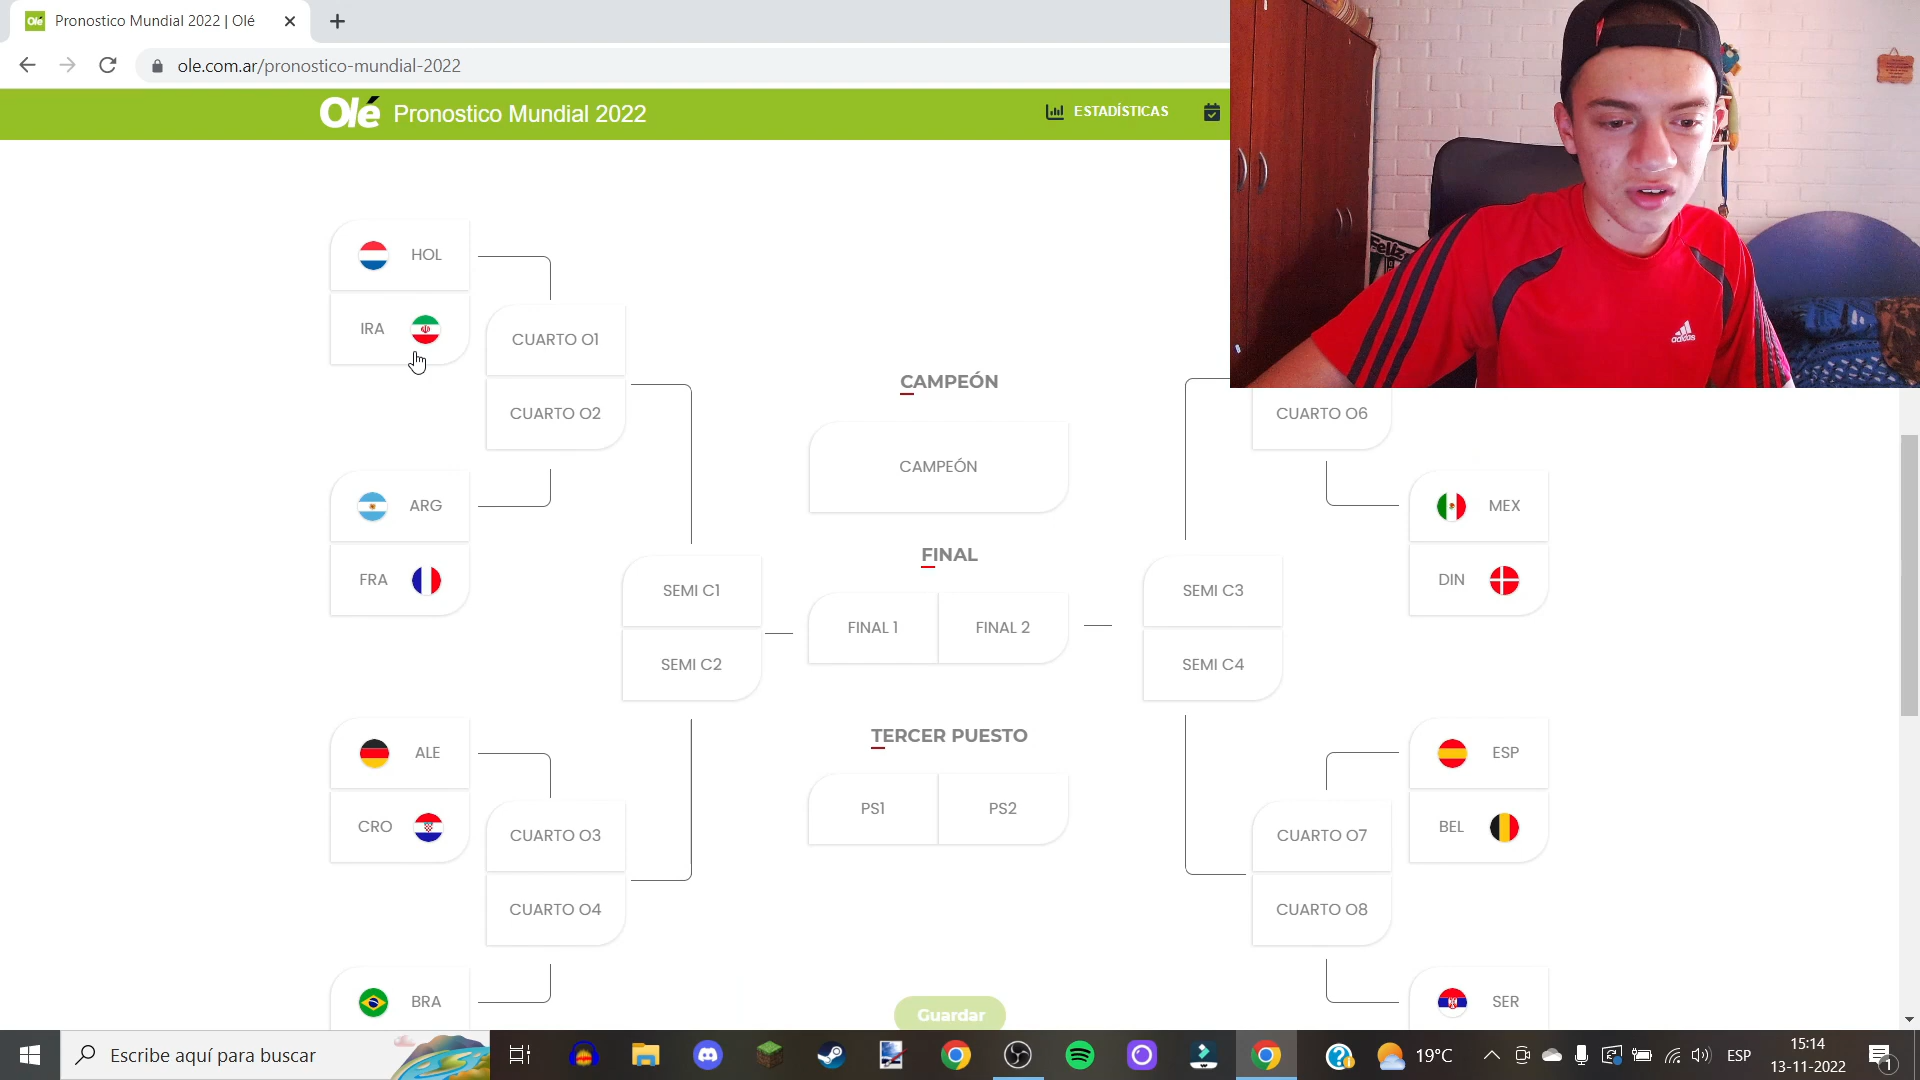 Pronostico Mundial 2022 | Olé
ole.com.ar/pronostico-mundial-2022
Olé Pronostico Mundial 2022
ESTADÍSTICAS
HOL
IRA
CUARTO O1
CUARTO O2
ARG
FRA
SEMI C1
SEMI C2
ALE
CRO
CUARTO O3
CUARTO O4
BRA
CAMPEÓN
CAMPEÓN
FINAL
FINAL 1
FINAL 2
TERCER PUESTO
PS1
PS2
Guardar
CUARTO O6
MEX
DIN
SEMI C3
SEMI C4
ESP
BEL
CUARTO O7
CUARTO O8
SER
Feliz
adidas
Escribe aquí para buscar
19°C
ESP
15:14
13-11-2022
1